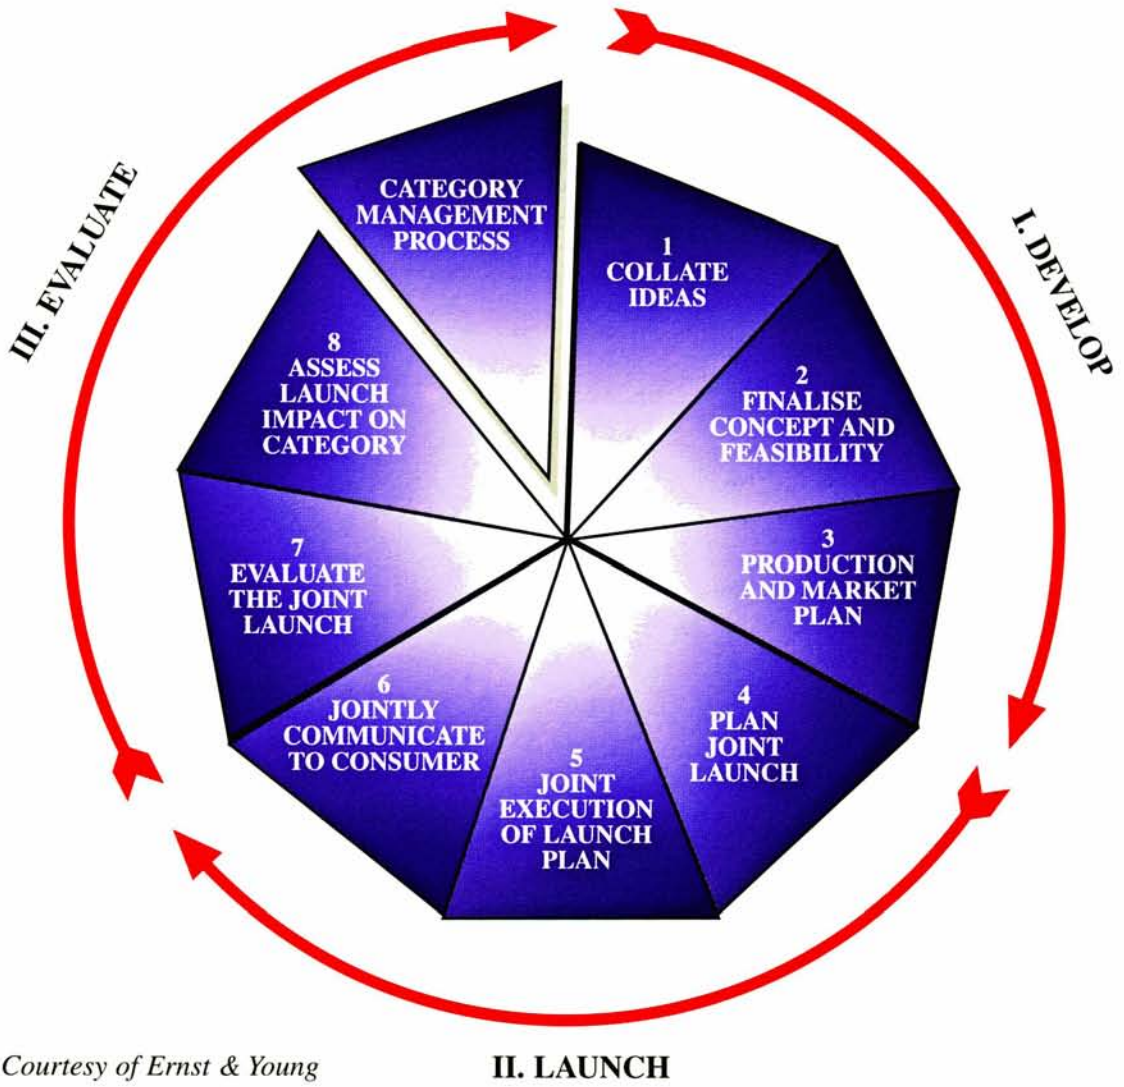 CATEGORY
MANAGEMENT
PROCESS
1
COLLATE
IDEAS
2
FINALISE
CONCEPT AND
FEASIBILITY
3
PRODUCTION
AND MARKET
PLAN
4
PLAN
JOINT
LAUNCH
5
JOINT
EXECUTION
OF LAUNCH
PLAN
6
JOINTLY
COMMUNICATE
TO CONSUMER
7
EVALUATE
THE JOINT
LAUNCH
8
ASSESS
LAUNCH
IMPACT ON
CATEGORY
I. DEVELOP
II. LAUNCH
III. EVALUATE
Courtesy of Ernst & Young